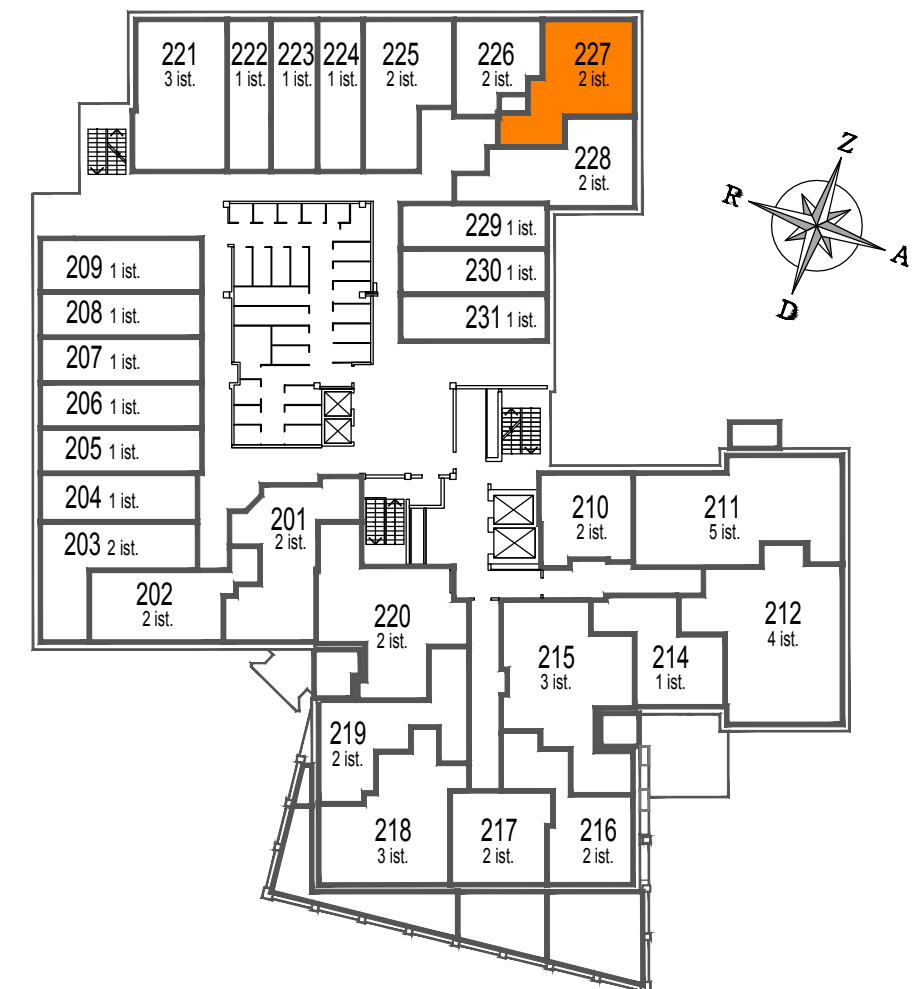 221
3 ist.
222
1 ist.
223
1 ist.
224
1 ist.
225
2 ist.
226
2 ist.
227
2 ist.
228
2 ist.
Z
R
A
D
229 1 ist.
230 1 ist.
231 1 ist.
209 1 ist.
208 1 ist.
207 1 ist.
206 1 ist.
205 1 ist.
204 1 ist.
203 2 ist.
201
2 ist.
202
2 ist.
210
2 ist.
211
5 ist.
212
4 ist.
220
2 ist.
215
3 ist.
214
1 ist.
219
2 ist.
218
3 ist.
217
2 ist.
216
2 ist.